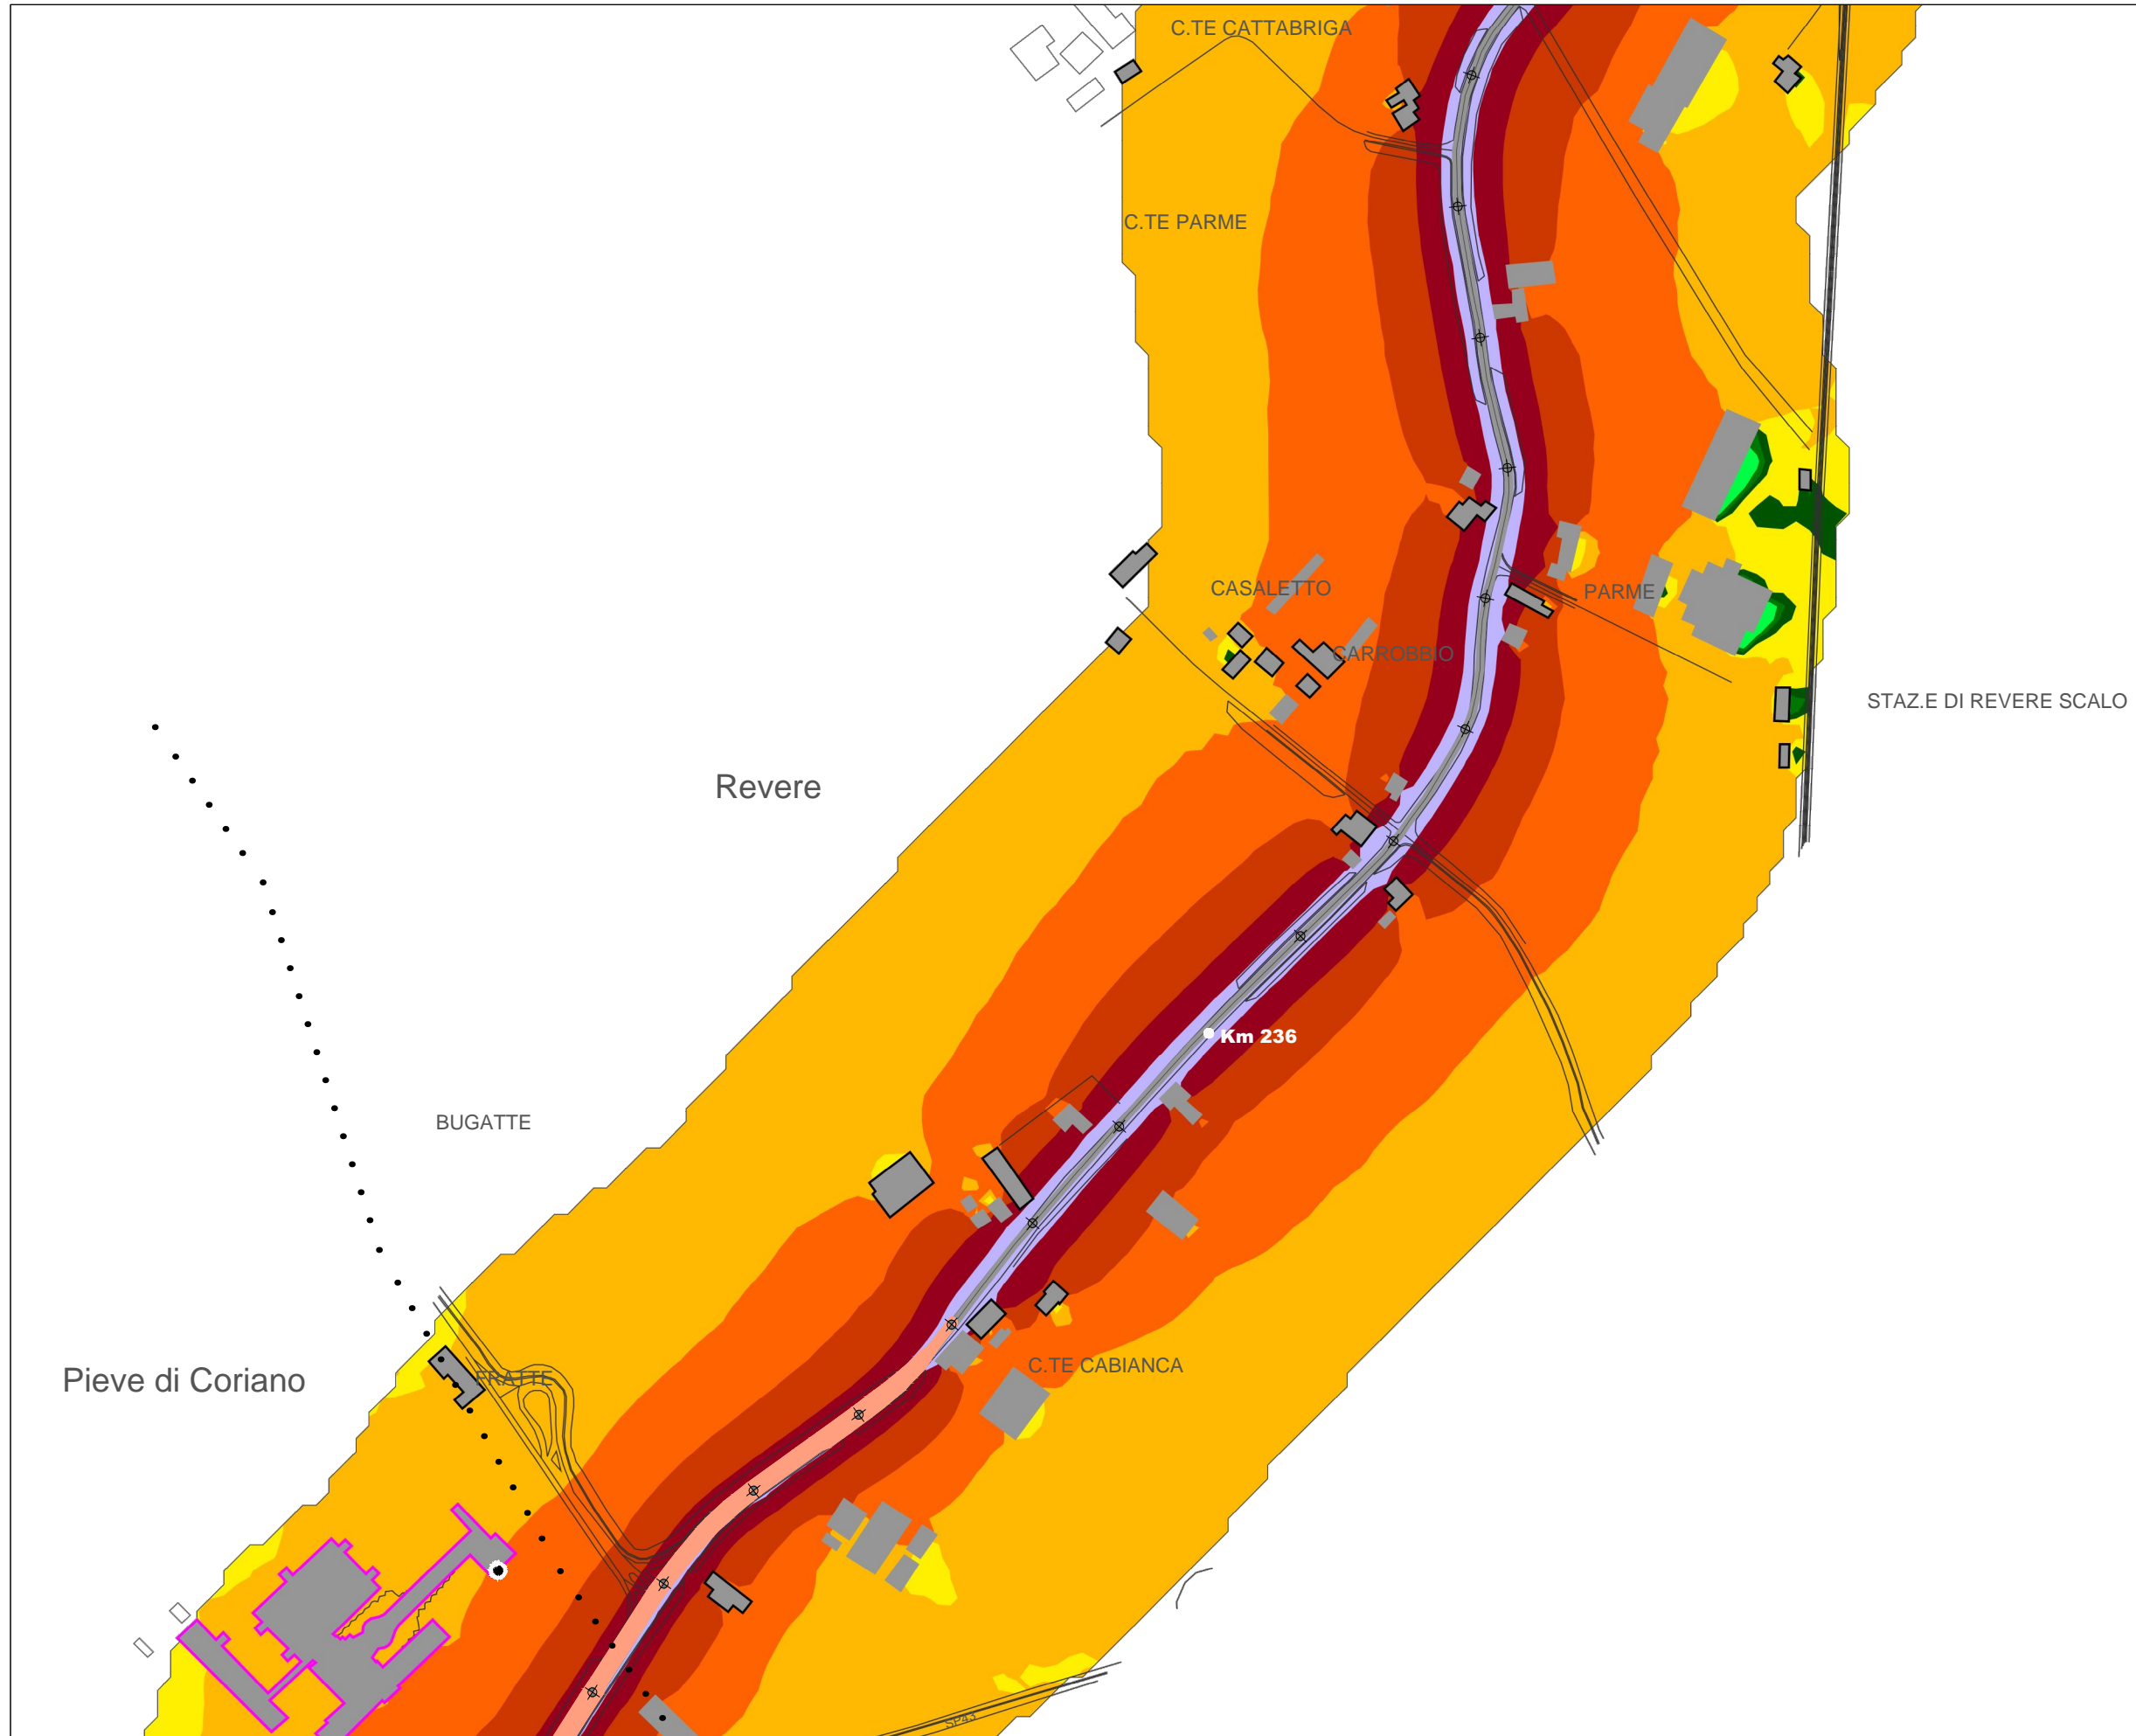 C.TE CATTABRIGA
C.TE PARME
CASALETTO
PARME
CARROBBIO
STAZ.E DI REVERE SCALO
Revere
Km 236
BUGATTE
C.TE CABIANCA
Pieve di Coriano
FRATTE
SP43